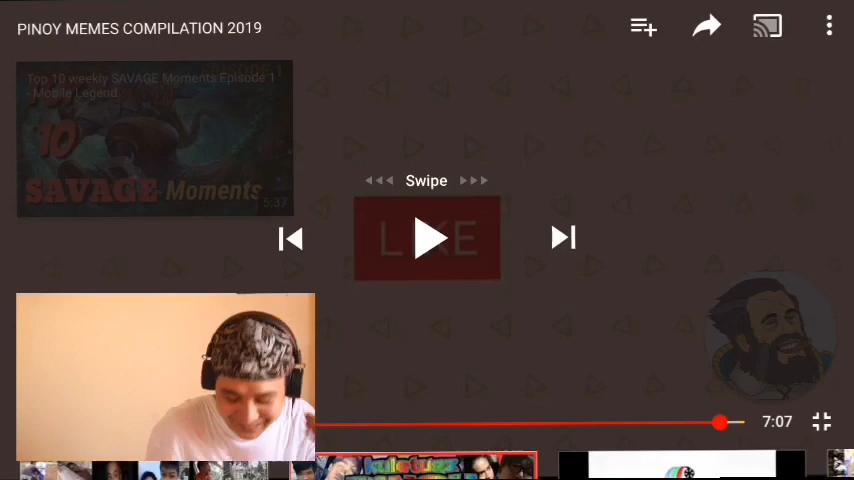 PINOY MEMES COMPILATION 2019
Top 10 weekly SAVAGE Moments Episode 1
- Mobile Legend
10
SAVAGE Moments
5:37
Swipe
LIKE
7:07